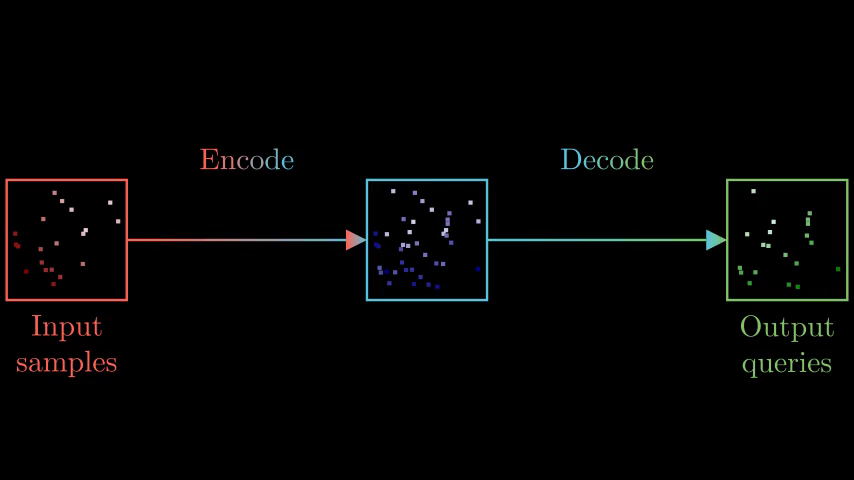 Encode
Decode
Input
samples
Output
queries